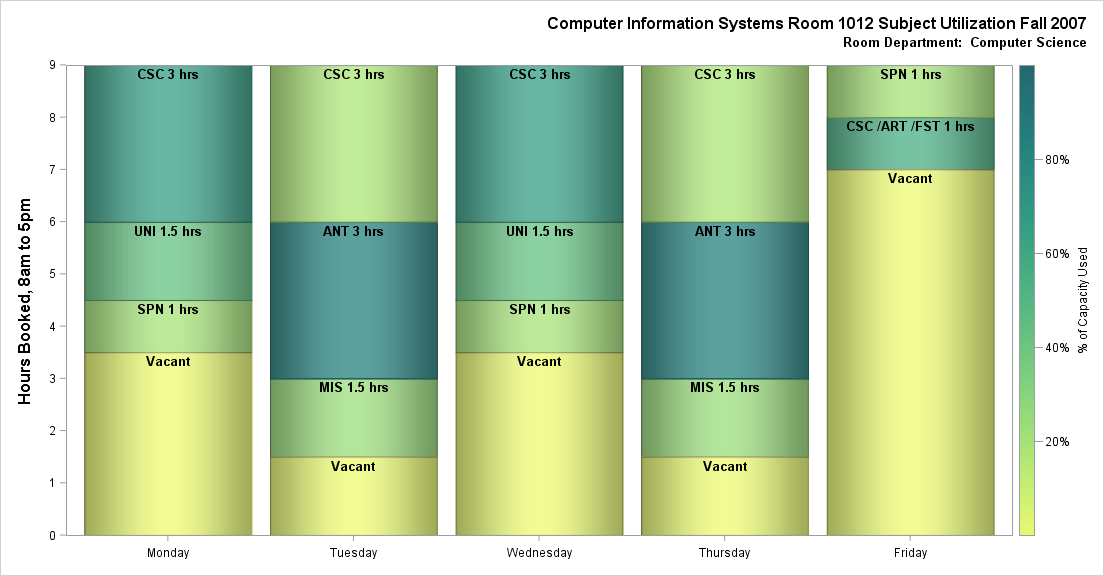 Computer Information Systems Room 1012 Subject Utilization Fall 2007
Room Department:  Computer Science
Hours Booked, 8am to 5pm
9
8
7
6
5
4
3
2
1
0
CSC 3 hrs
UNI 1.5 hrs
SPN 1 hrs
Vacant
Monday
CSC 3 hrs
ANT 3 hrs
MIS 1.5 hrs
Vacant
Tuesday
CSC 3 hrs
UNI 1.5 hrs
SPN 1 hrs
Vacant
Wednesday
CSC 3 hrs
ANT 3 hrs
MIS 1.5 hrs
Vacant
Thursday
SPN 1 hrs
CSC /ART /FST 1 hrs
Vacant
Friday
80%
60%
40%
20%
% of Capacity Used